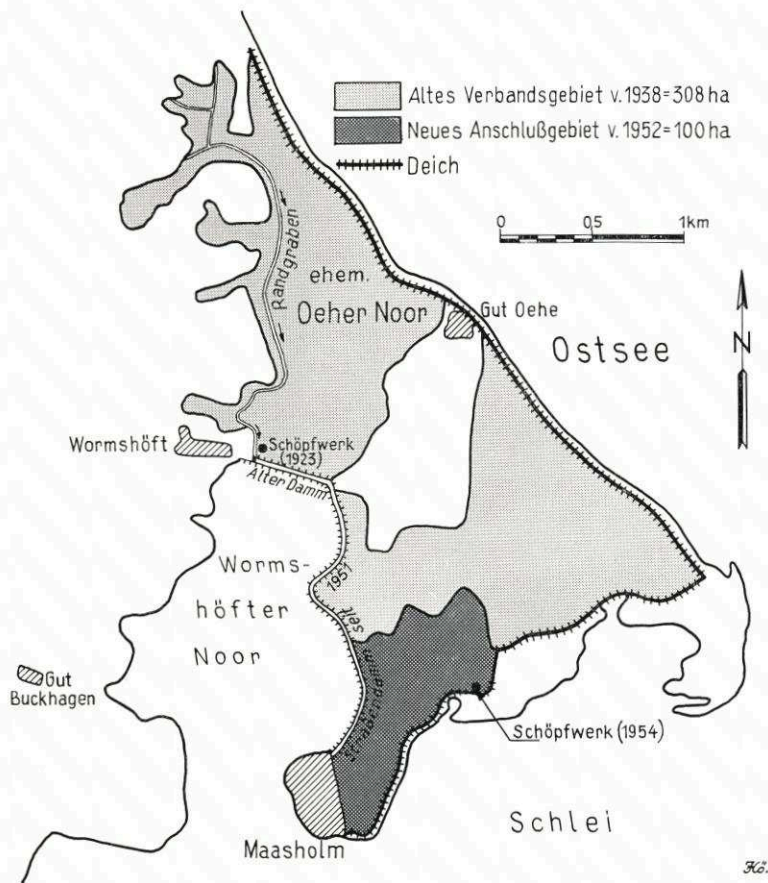 Altes Verbandsgebiet v. 1938=308 ha
Neues Anschlußgebiet v. 1952=100 ha
Deich
0 0,5 1km
Randgraben
ehem.
Oeher Noor
Gut Oehe
Ostsee
N
Wormshöft
Schöpfwerk
(1923)
Alter Damm
Worms-
höfter
Noor
Straßendamm seit 1951
Gut
Buckhagen
Schöpfwerk (1954)
Schlei
Maasholm
Hö.